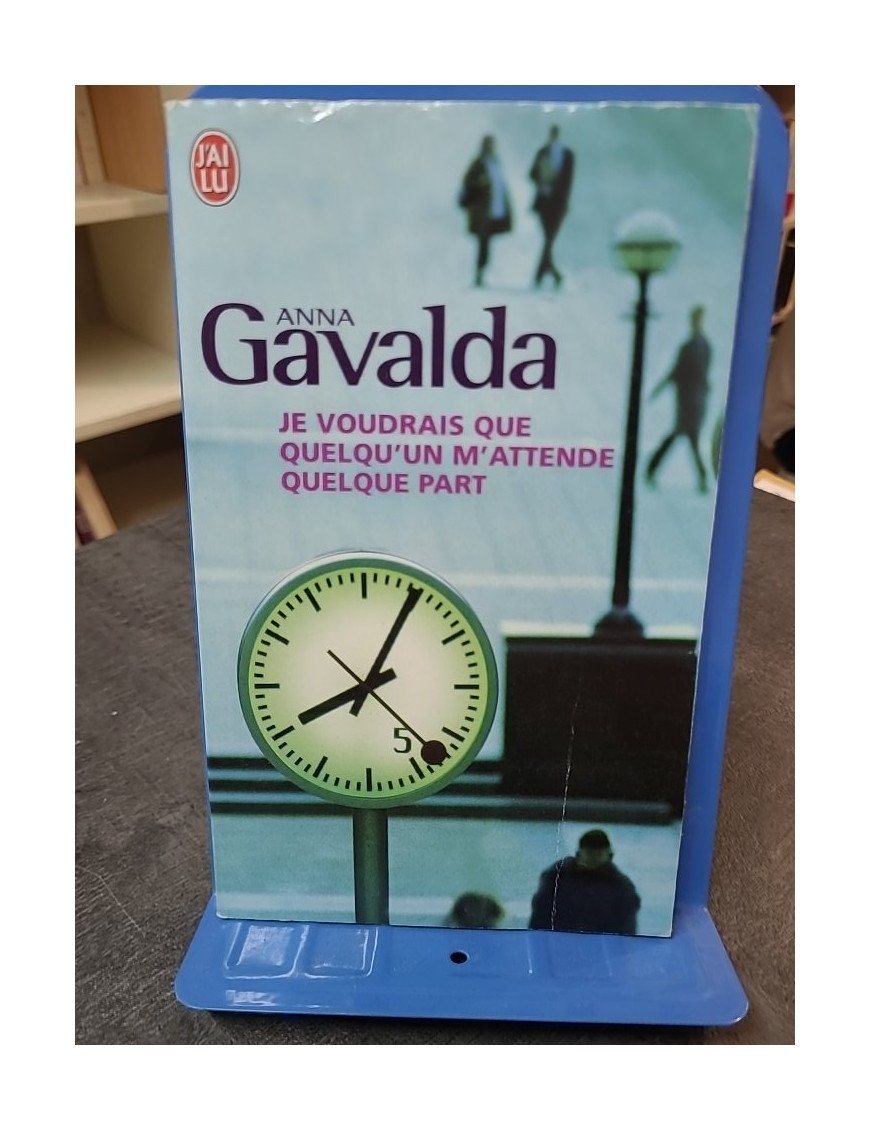 J'AI
LU
ANNA
Gavalda
JE VOUDRAIS QUE
QUELQU'UN M'ATTENDE
QUELQUE PART
5